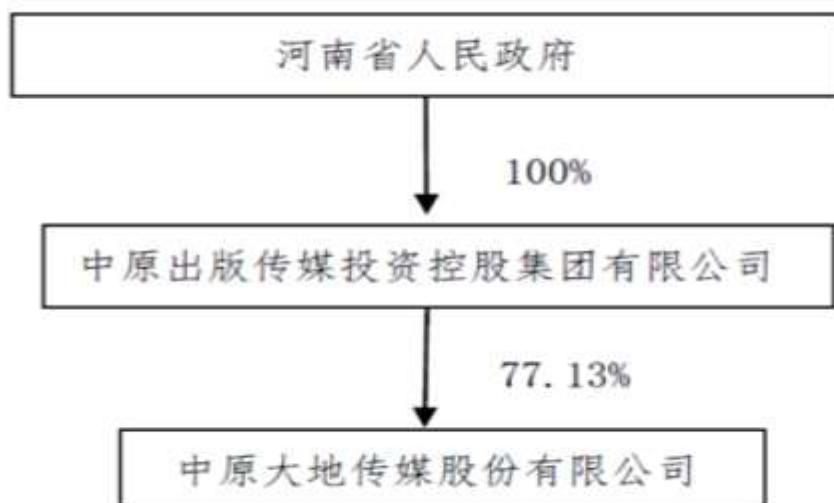 河南省人民政府
100%
中原出版传媒投资控股集团有限公司
77.13%
中原大地传媒股份有限公司